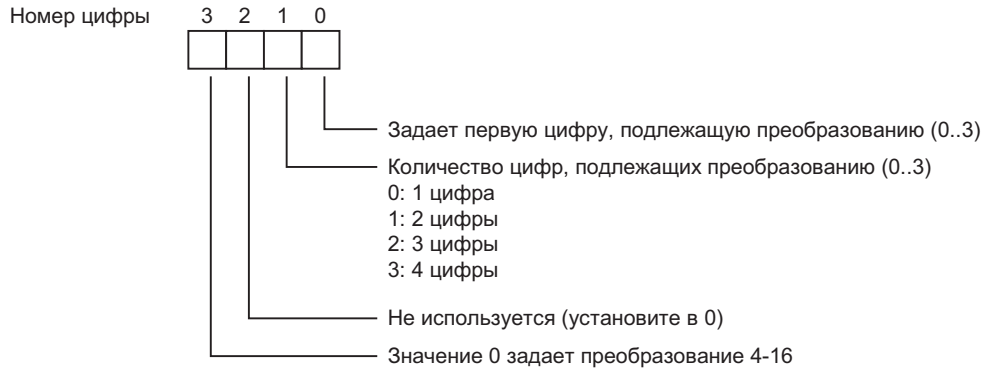 Номер цифры 3 2 1 0
Задает первую цифру, подлежащую преобразованию (0..3)
Количество цифр, подлежащих преобразованию (0..3)
0: 1 цифра
1: 2 цифры
2: 3 цифры
3: 4 цифры
Не используется (установите в 0)
Значение 0 задает преобразование 4-16